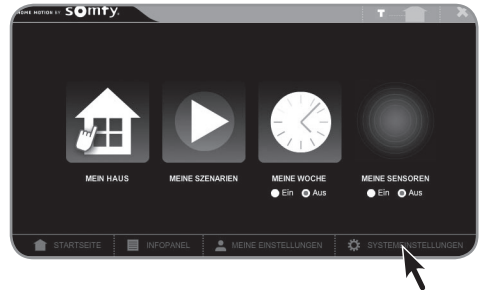 HOME MOTION BY somfy.
MEIN HAUS
MEINE SZENARIEN
MEINE WOCHE
MEINE SENSOREN
Ein Aus
Ein Aus
STARTSEITE
INFOPANEL
MEINE EINSTELLUNGEN
SYSTEMEINSTELLUNGEN